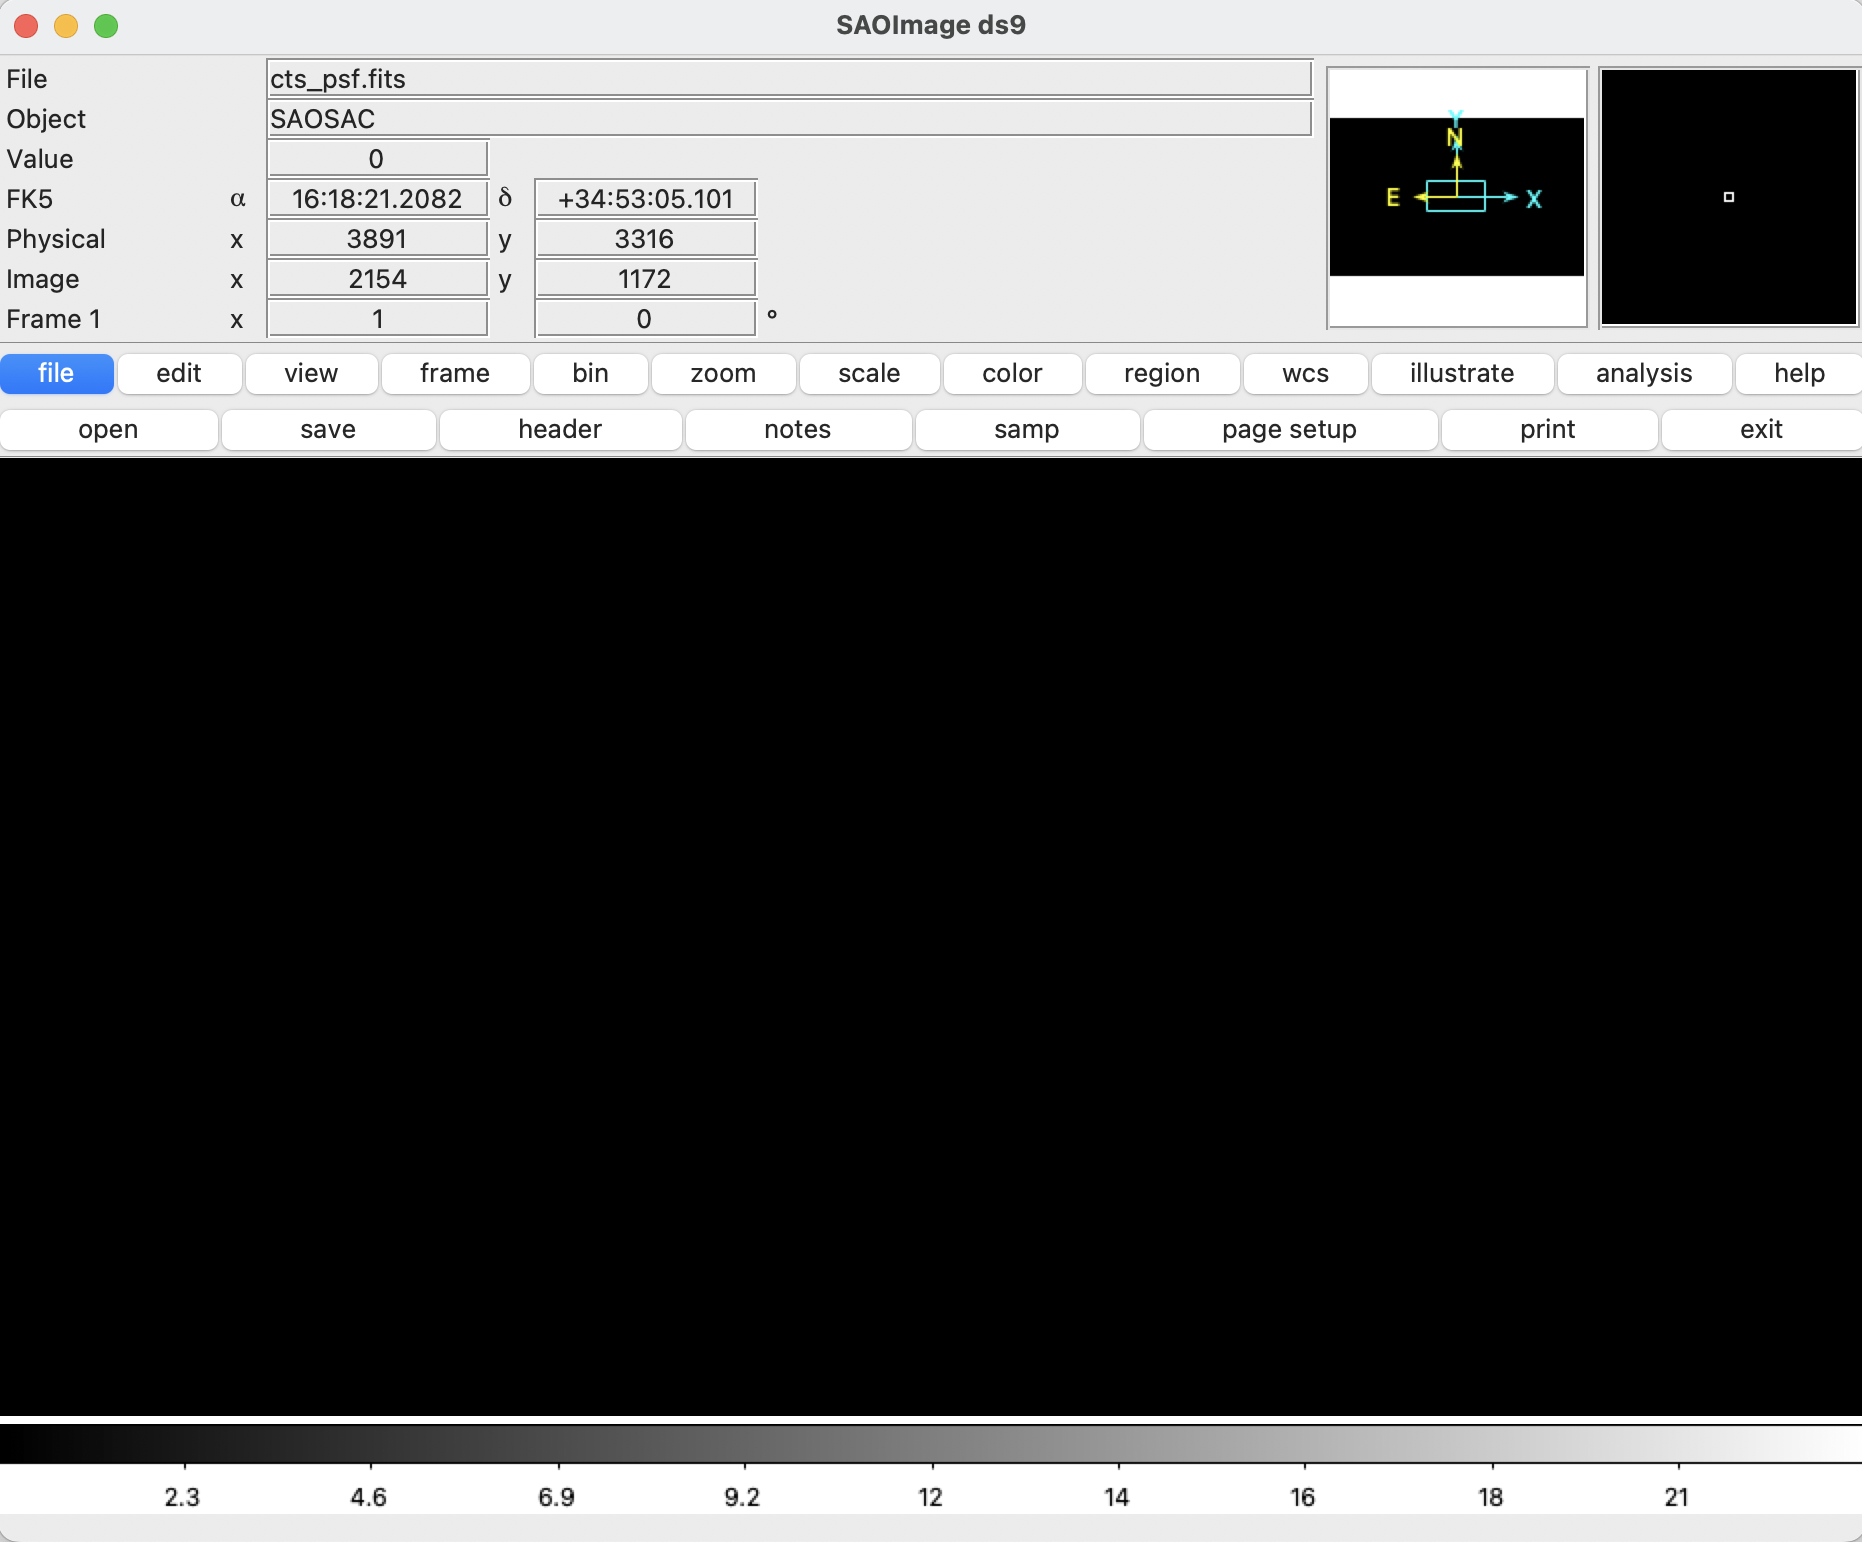 SAOImage ds9
File cts_psf.fits
Object SAOSAC
Value 0
FK5 α 16:18:21.2082 δ +34:53:05.101
Physical x 3891 y 3316
Image x 2154 y 1172
Frame 1 x 1 0 °
Y
N
E X
file edit view frame bin zoom scale color region wcs illustrate analysis help
open save header notes samp page setup print exit
2.3 4.6 6.9 9.2 12 14 16 18 21